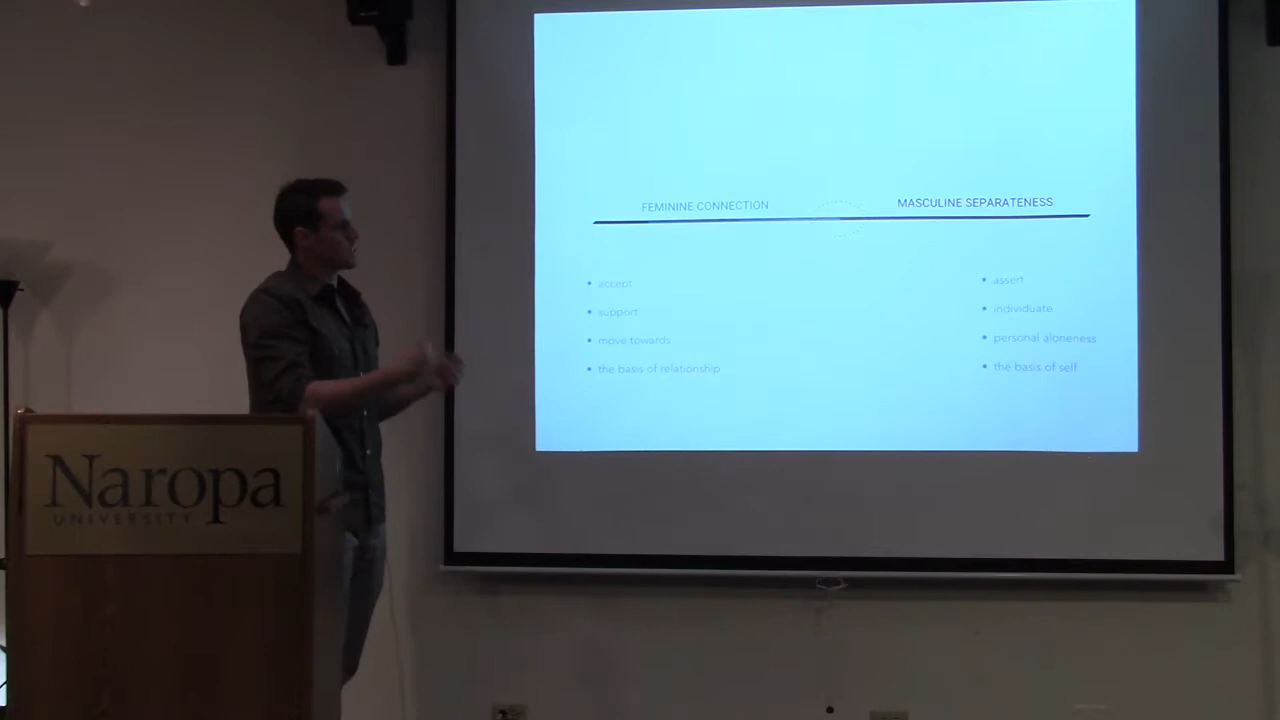 FEMININE CONNECTION
MASCULINE SEPARATENESS
• accept
• support
• move towards
• the basis of relationship
• assert
• individuate
• personal aloneness
• the basis of self
Naropa
UNIVERSITY